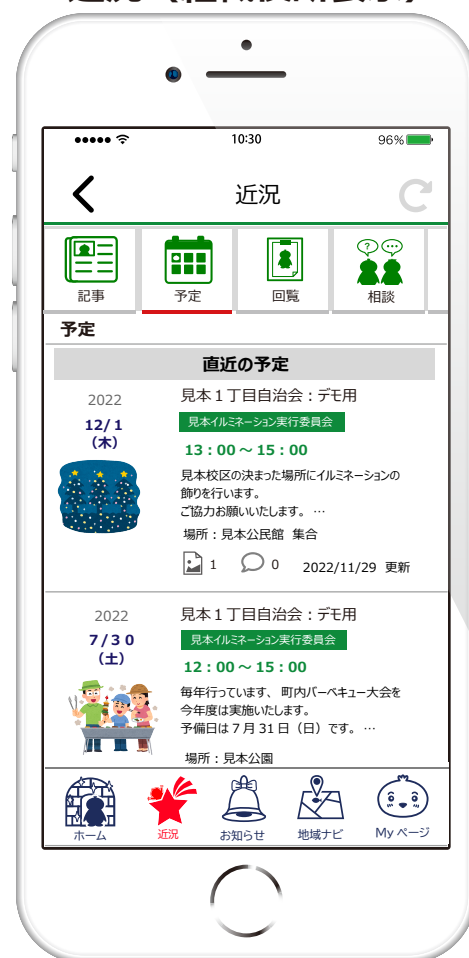 10:30
96%
近況
記事
予定
回覧
相談
予定
直近の予定
2022
12/1
（木）
見本１丁目自治会：デモ用
見本イルミネーション実行委員会
13：00～15：00
見本校区の決まった場所にイルミネーションの
飾りを行います。
ご協力お願いいたします。 …
場所：見本公民館 集合
1
0
2022/11/29 更新
2022
7/30
（土）
見本１丁目自治会：デモ用
見本イルミネーション実行委員会
12：00～15：00
毎年行っています、町内バーベキュー大会を
今年度は実施いたします。
予備日は７月31日（日）です。 …
場所：見本公園
ホーム
近況
お知らせ
地域ナビ
My ページ